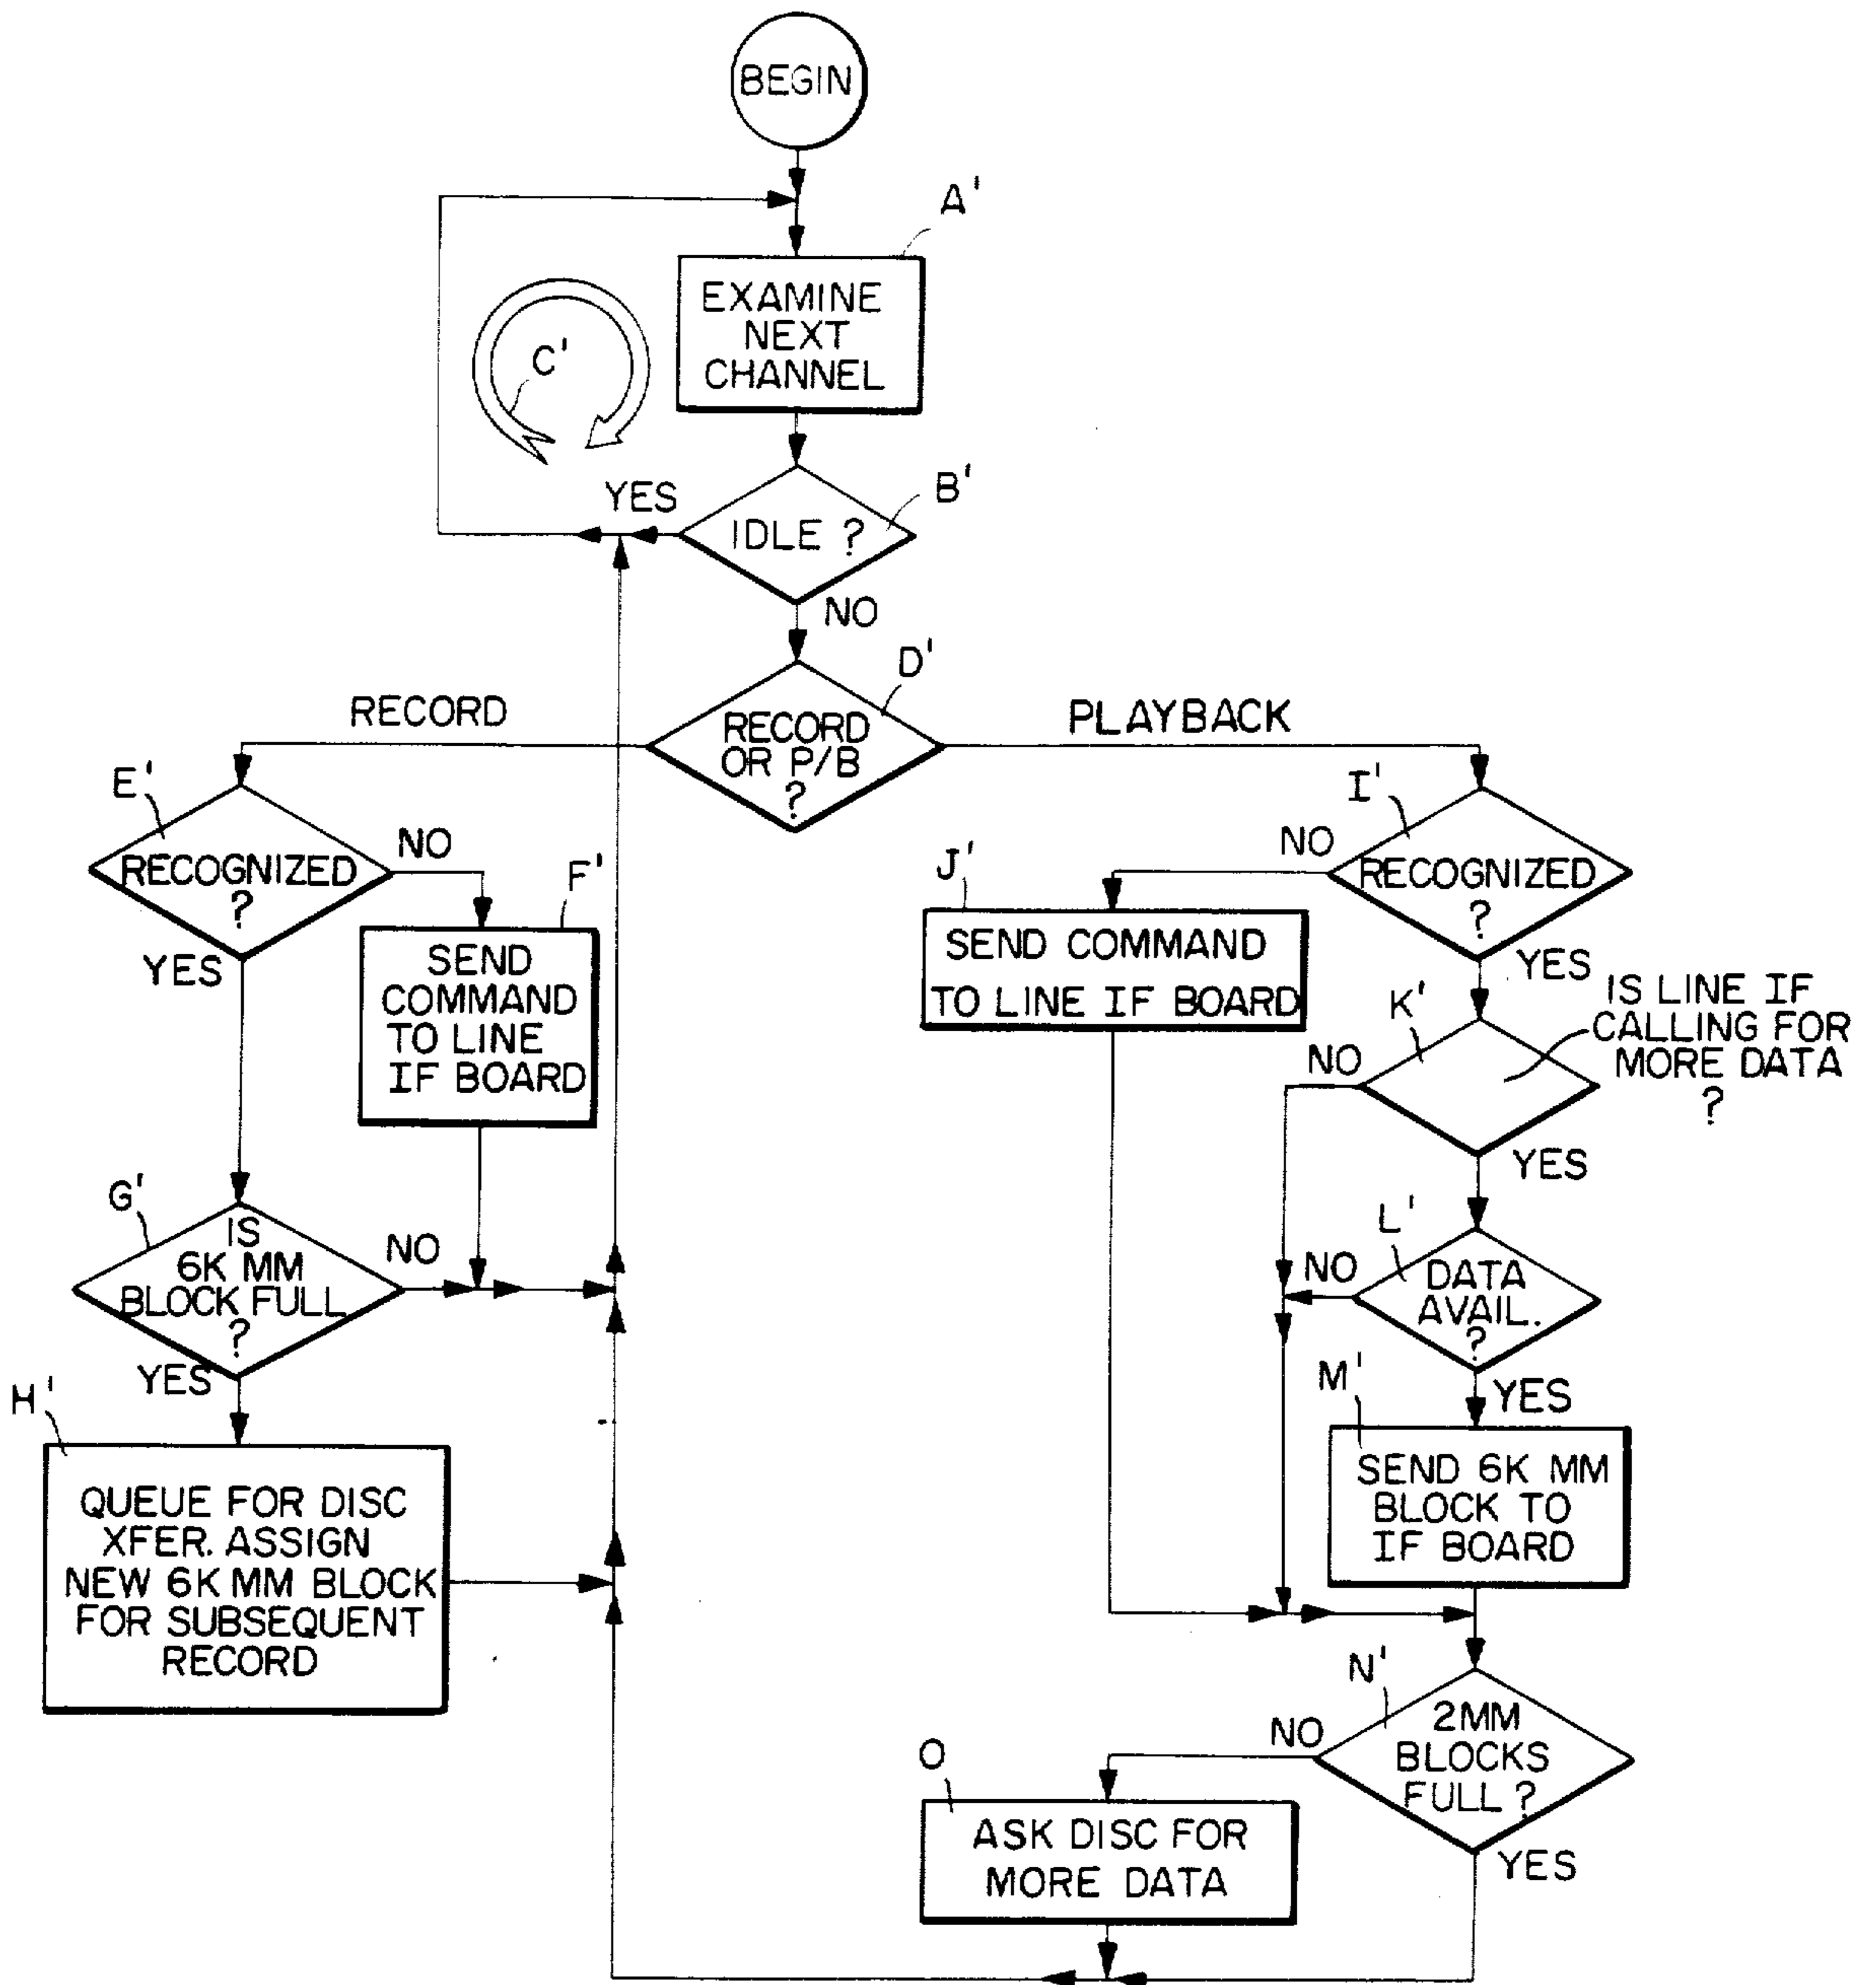 BEGIN
A'
EXAMINE
NEXT
CHANNEL
C'
B'
YES
IDLE ?
NO
D'
RECORD
RECORD
OR P/B
?
PLAYBACK
E'
RECOGNIZED
?
NO
YES
F'
SEND
COMMAND
TO LINE
IF BOARD
I'
RECOGNIZED
?
NO
YES
J'
SEND COMMAND
TO LINE IF BOARD
K'
IS LINE IF
CALLING FOR
MORE DATA
?
NO
YES
G'
IS
6K MM
BLOCK FULL
?
NO
YES
L'
DATA
AVAIL.
?
NO
YES
H'
QUEUE FOR DISC
XFER. ASSIGN
NEW 6K MM BLOCK
FOR SUBSEQUENT
RECORD
M'
SEND 6K MM
BLOCK TO
IF BOARD
N'
2MM
BLOCKS
FULL ?
NO
YES
O
ASK DISC FOR
MORE DATA